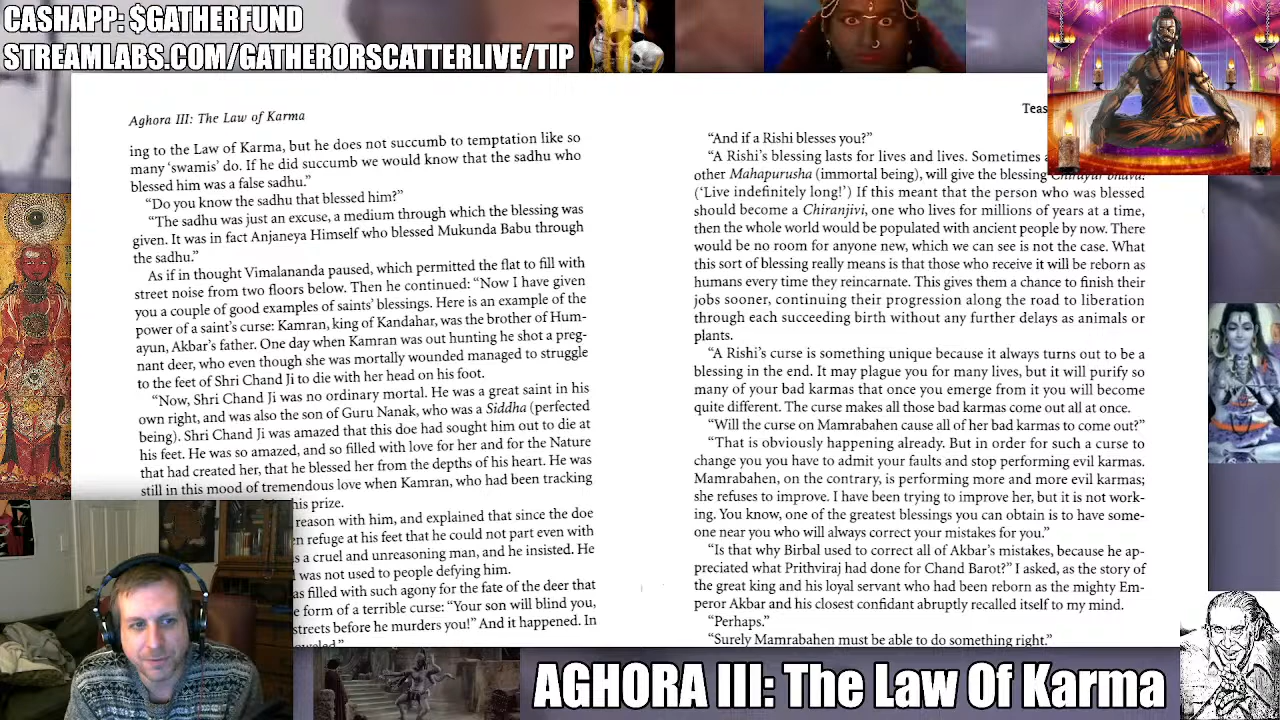 CASHAPP: $GATHERFUND
STREAMLABS.COM/GATHERORSCATTERLIVE/TIP
Aghora III: The Law of Karma
ing to the Law of Karma, but he does not succumb to temptation like so
many ‘swamis’ do. If he did succumb we would know that the sadhu who
blessed him was a false sadhu.”
“Do you know the sadhu that blessed him?”
“The sadhu was just an excuse, a medium through which the blessing was
given. It was in fact Anjaneya Himself who blessed Mukunda Babu through
the sadhu.”
As if in thought Vimalananda paused, which permitted the flat to fill with
street noise from two floors below. Then he continued: “Now I have given
you a couple of good examples of saints’ blessings. Here is an example of the
power of a saint’s curse: Kamran, king of Kandahar, was the brother of Hum-
ayun, Akbar’s father. One day when Kamran was out hunting he shot a preg-
nant deer, who even though she was mortally wounded managed to struggle
to the feet of Shri Chand Ji to die with her head on his foot.
“Now, Shri Chand Ji was no ordinary mortal. He was a great saint in his
own right, and was also the son of Guru Nanak, who was a Siddha (perfected
being). Shri Chand Ji was amazed that this doe had sought him out to die at
his feet. He was so amazed, and so filled with love for her and for the Nature
that had created her, that he blessed her from the depths of his heart. He was
still in this mood of tremendous love when Kamran, who had been tracking
his prize.
reason with him, and explained that since the doe
refuge at his feet that he could not part even with
a cruel and unreasoning man, and he insisted. He
was not used to people defying him.
filled with such agony for the fate of the deer that
form of a terrible curse: “Your son will blind you,
streets before he murders you!” And it happened. In
Teas
“And if a Rishi blesses you?”
“A Rishi’s blessing lasts for lives and lives. Sometimes
other Mahapurusha (immortal being), will give the blessing
(‘Live indefinitely long!’) If this meant that the person who was blessed
should become a Chiranjivi, one who lives for millions of years at a time,
then the whole world would be populated with ancient people by now. There
would be no room for anyone new, which we can see is not the case. What
this sort of blessing really means is that those who receive it will be reborn as
humans every time they reincarnate. This gives them a chance to finish their
jobs sooner, continuing their progression along the road to liberation
through each succeeding birth without any further delays as animals or
plants.
“A Rishi’s curse is something unique because it always turns out to be a
blessing in the end. It may plague you for many lives, but it will purify so
many of your bad karmas that once you emerge from it you will become
quite different. The curse makes all those bad karmas come out all at once.
“Will the curse on Mamrabahen cause all of her bad karmas to come out?”
“That is obviously happening already. But in order for such a curse to
change you you have to admit your faults and stop performing evil karmas.
Mamrabahen, on the contrary, is performing more and more evil karmas;
she refuses to improve. I have been trying to improve her, but it is not work-
ing. You know, one of the greatest blessings you can obtain is to have some-
one near you who will always correct your mistakes for you.”
“Is that why Birbal used to correct all of Akbar’s mistakes, because he ap-
preciated what Prithviraj had done for Chand Barot?” I asked, as the story of
the great king and his loyal servant who had been reborn as the mighty Em-
peror Akbar and his closest confidant abruptly recalled itself to my mind.
“Perhaps.”
“Surely Mamrabahen must be able to do something right.”
AGHORA III: The Law Of Karma